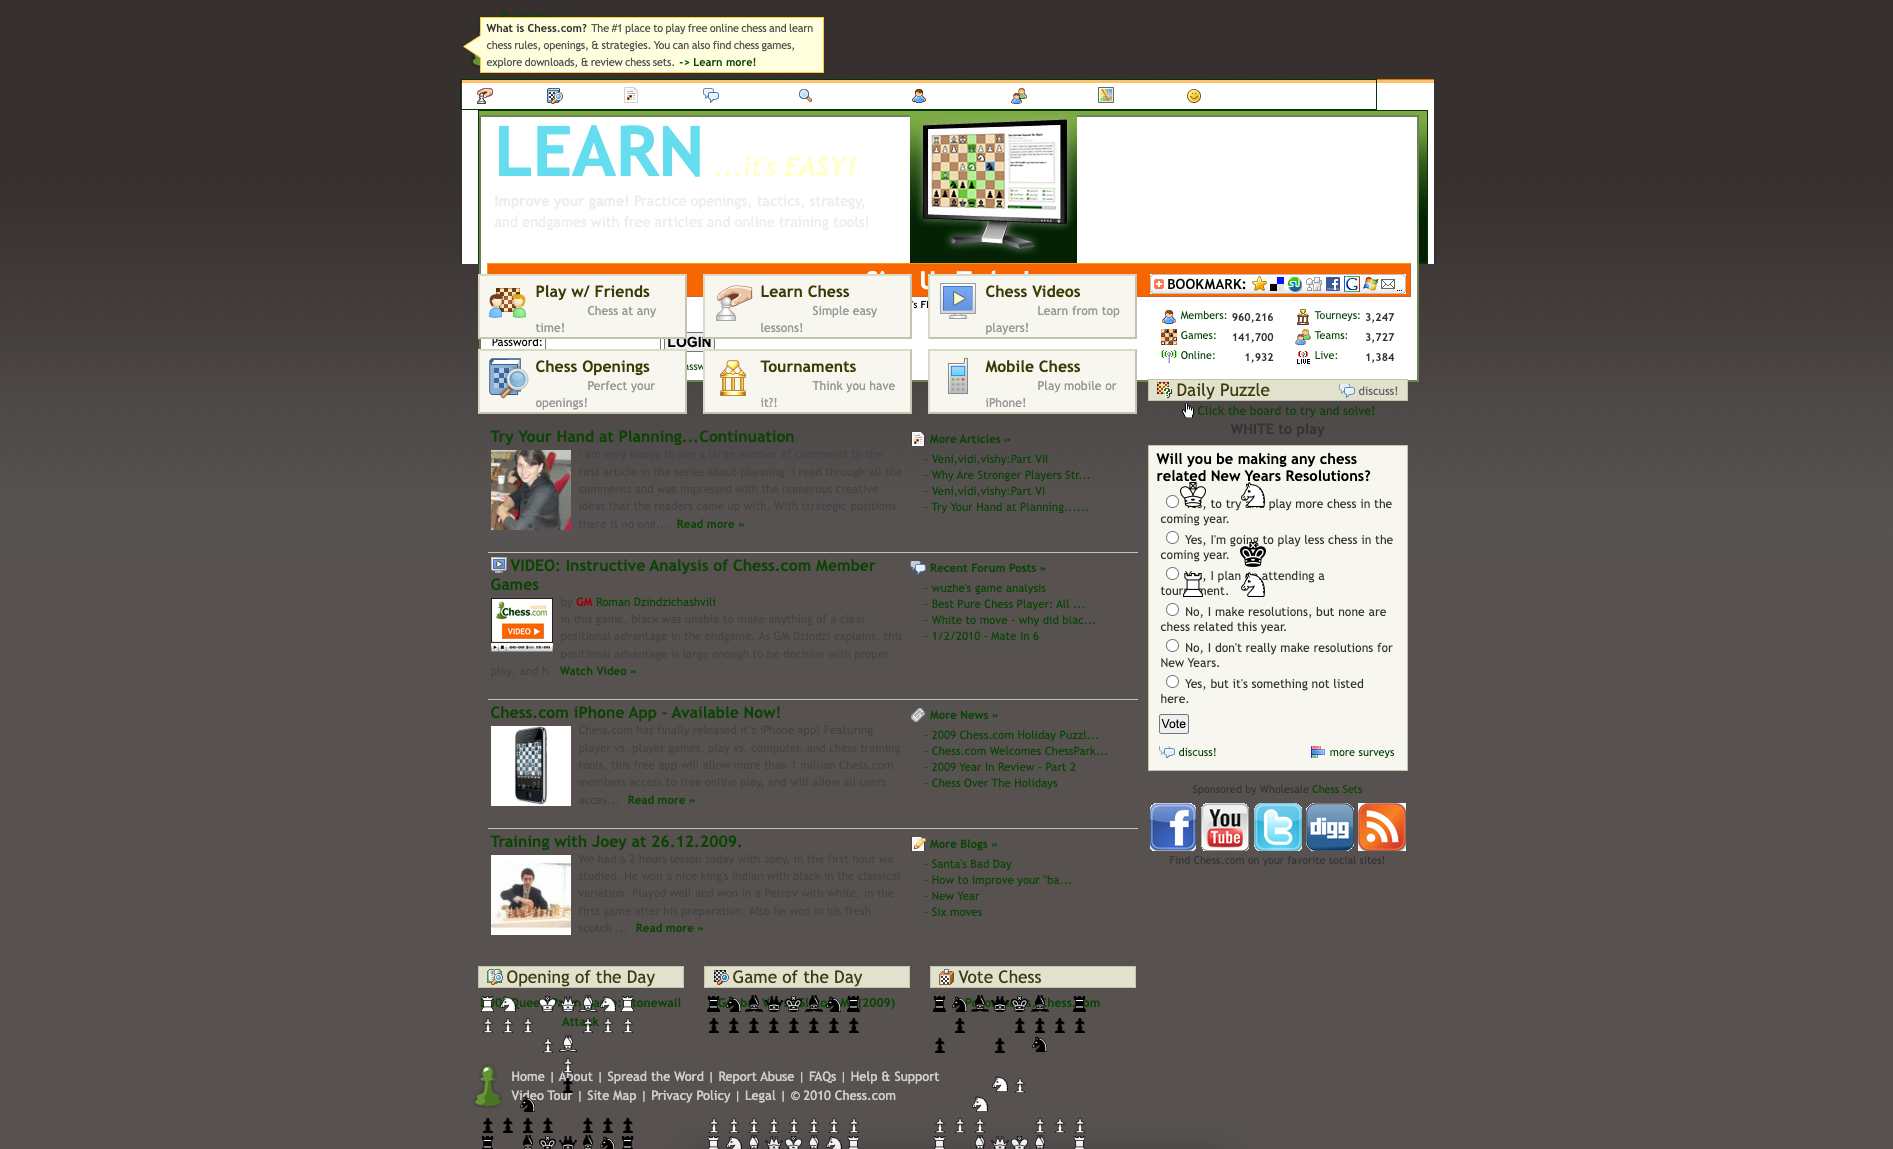 What is Chess.com? The #1 place to play free online chess and learn
chess rules, openings, & strategies. You can also find chess games,
explore downloads, & review chess sets. -> Learn more!
LEARN ...it's EASY!
Improve your game! Practice openings, tactics, strategy,
and endgames with free articles and online training tools!
Play w/ Friends
Chess at any
time!
Learn Chess
Simple easy
lessons!
Chess Videos
Learn from top
players!
BOOKMARK:
Members: 960,216
Tourneys: 3,247
Games: 141,700
Teams: 3,727
Online: 1,932
Live: 1,384
Password:
LOGIN
Chess Openings
Perfect your
openings!
Tournaments
Think you have
it?!
Mobile Chess
Play mobile or
iPhone!
Daily Puzzle
discuss!
Click the board to try and solve!
WHITE to play
Try Your Hand at Planning...Continuation
I am very happy to see a large number of comments to the
first article in the series about planning. I read through all the
comments and was impressed with the numerous creative
ideas that the readers came up with. With strategic positions
there is no one... Read more »
More Articles »
- Veni,vidi,vishy:Part VII
- Why Are Stronger Players Str...
- Veni,vidi,vishy:Part VI
- Try Your Hand at Planning......
VIDEO: Instructive Analysis of Chess.com Member
Games
by GM Roman Dzindzichashvili
In this game, black was unable to make anything of a clear
positional advantage in the endgame. As GM Dzindzi explains, this
positional advantage is large enough to be decisive with proper
play; and h Watch Video »
Chess.com
VIDEO
Recent Forum Posts »
- wuzhe's game analysis
- Best Pure Chess Player: All ...
- White to move - why did blac...
- 1/2/2010 - Mate in 6
Chess.com iPhone App - Available Now!
Chess.com has finally released it's iPhone app! Featuring
player vs. player games, play vs. computer, and chess training
tools, this free app will allow more than 1 million Chess.com
members access to free online play, and will allow all users
acces... Read more »
More News »
- 2009 Chess.com Holiday Puzzl...
- Chess.com Welcomes ChessPark...
- 2009 Year In Review - Part 2
- Chess Over The Holidays
Training with Joey at 26.12.2009.
We had a 2 hours lesson today with Joey. In the first hour we
studied. He won a nice king's indian with black in the classical
variation. Played well and won in a Petrov with white, in the
first game after his preparation. Also he won in his fresh
scotch ... Read more »
More Blogs »
- Santa's Bad Day
- How to improve your "ba...
- New Year
- Six moves
Will you be making any chess
related New Years Resolutions?
to try play more chess in the
coming year.
Yes, I'm going to play less chess in the
coming year.
I plan attending a
No, I make resolutions, but none are
chess related this year.
No, I don't really make resolutions for
New Years.
Yes, but it's something not listed
here.
Vote
discuss!
more surveys
Sponsored by Wholesale Chess Sets
You
Tube
digg
Find Chess.com on your favorite social sites!
Opening of the Day
Game of the Day
Vote Chess
Home | About | Spread the Word | Report Abuse | FAQs | Help & Support
Video Tour | Site Map | Privacy Policy | Legal | © 2010 Chess.com